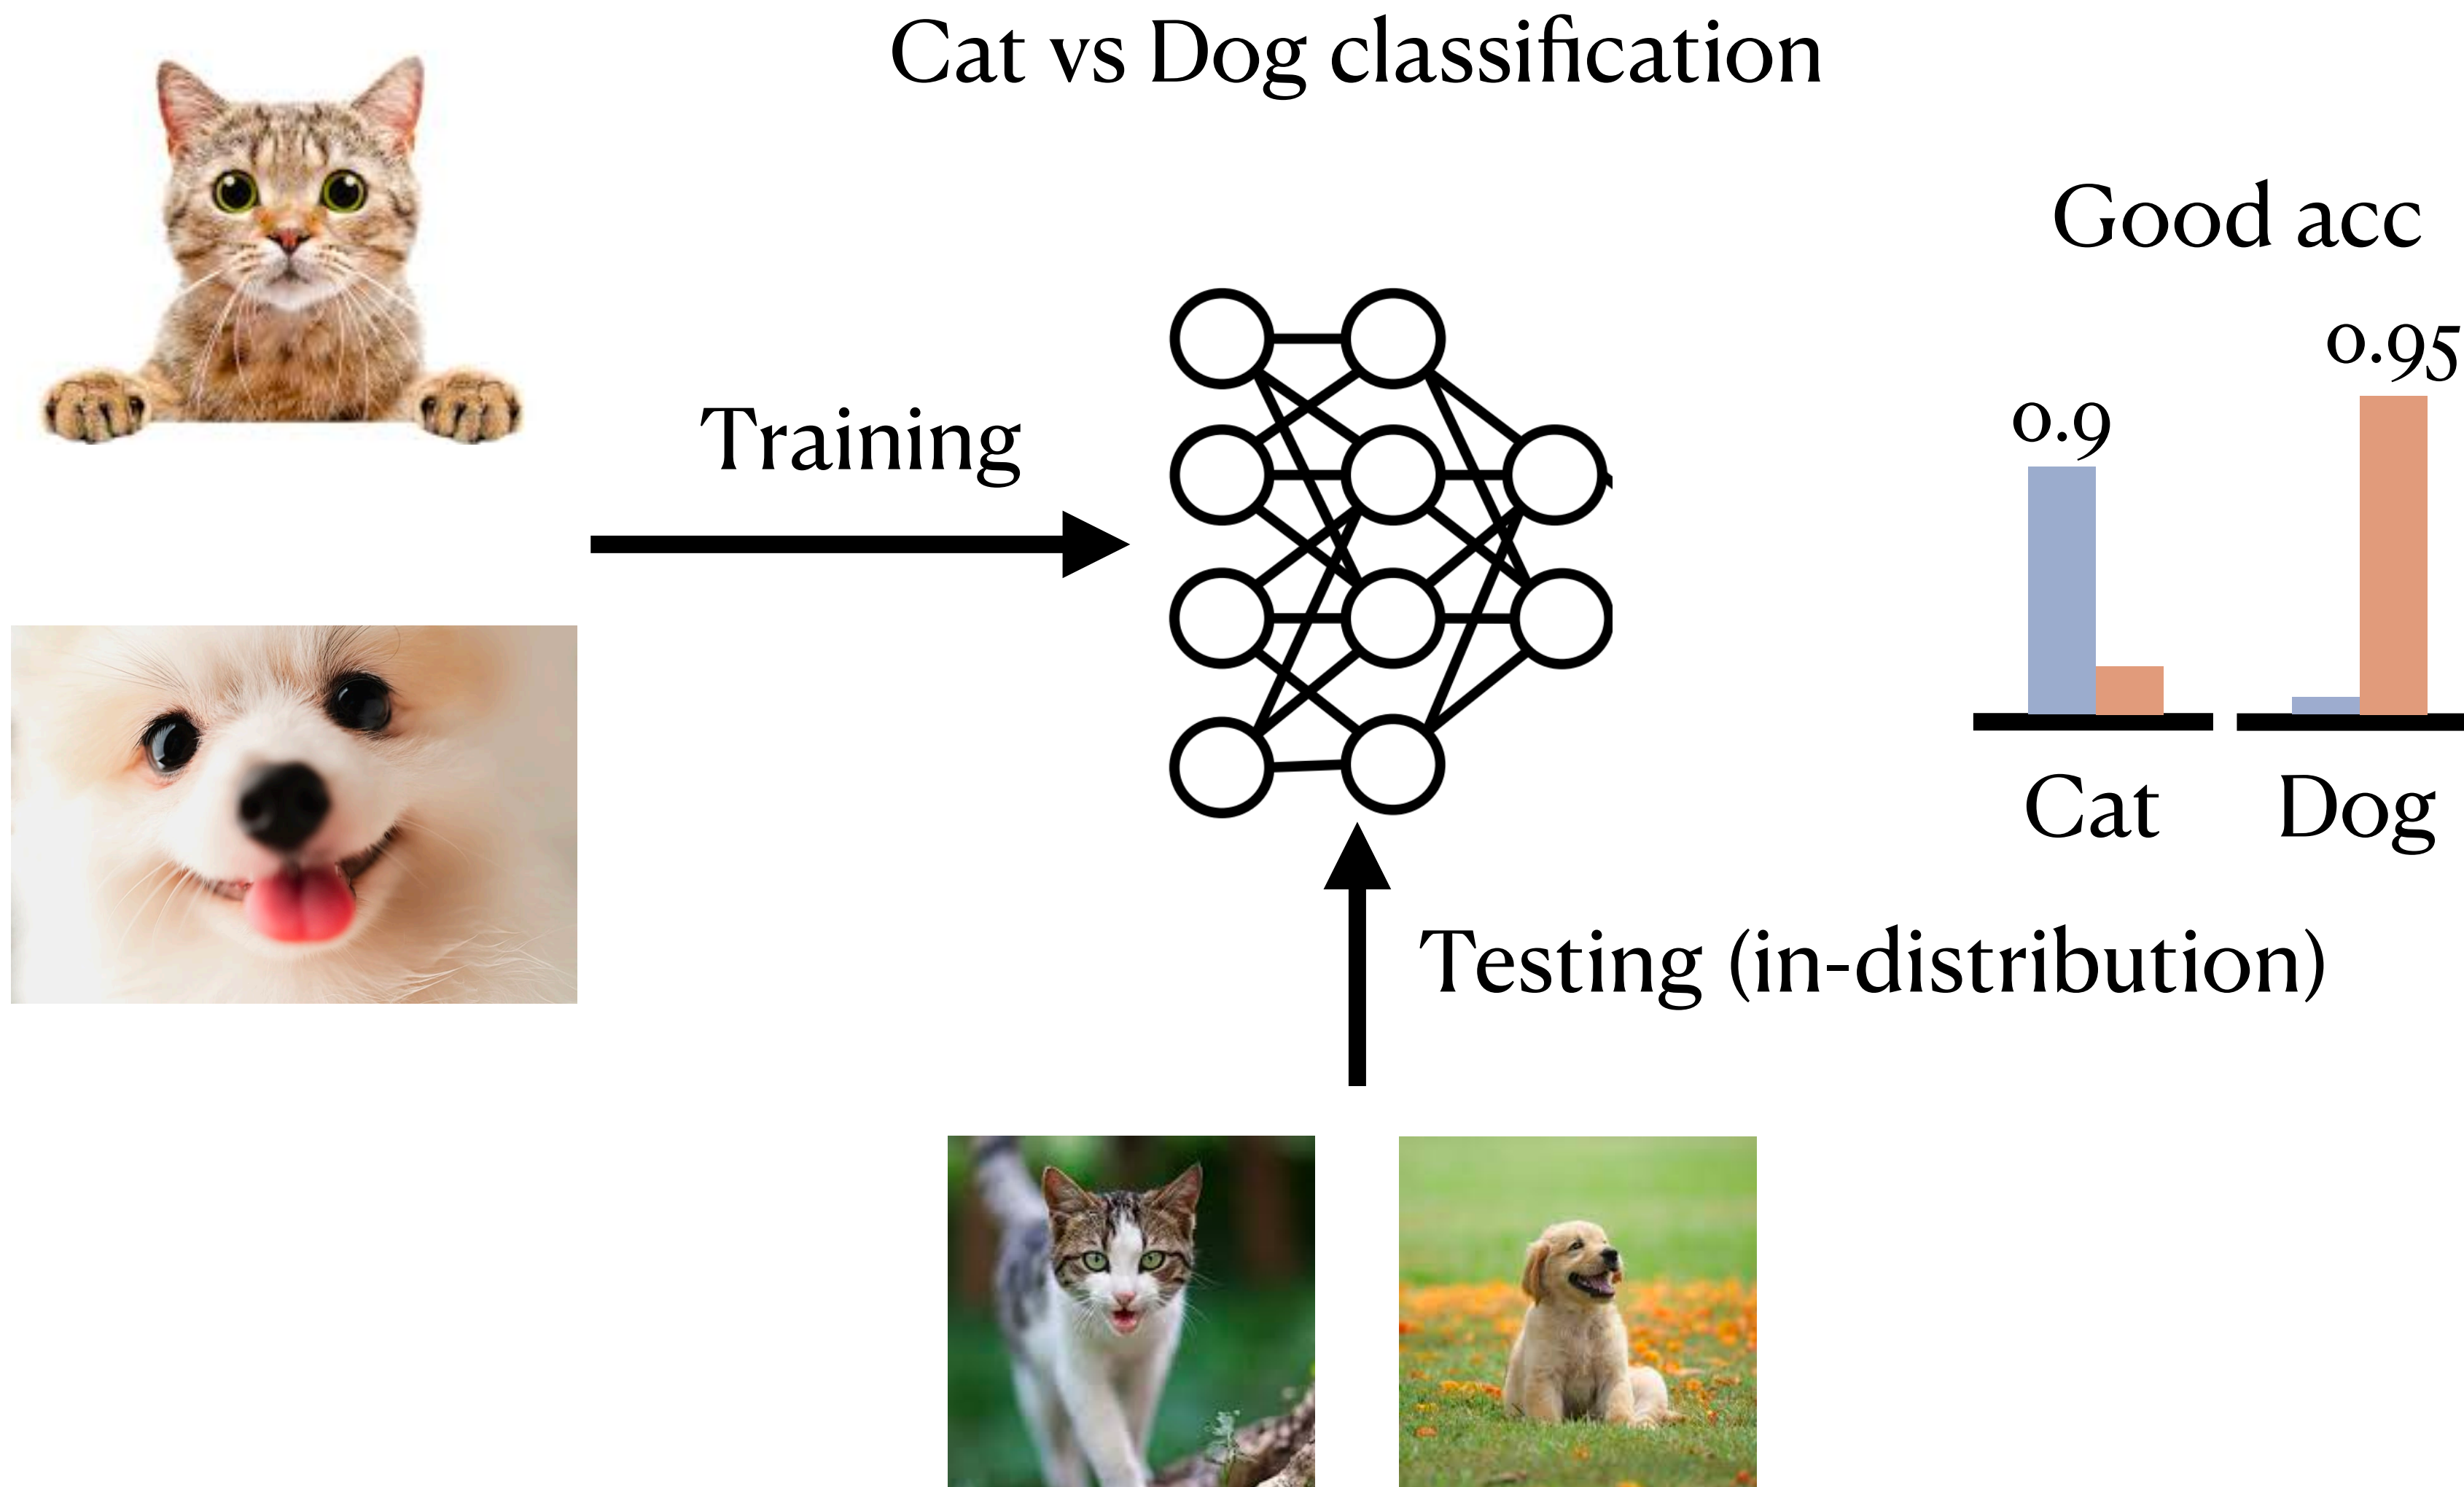 Cat vs Dog classification
Good acc
Training
0.9
0.95
Cat
Dog
Testing (in-distribution)